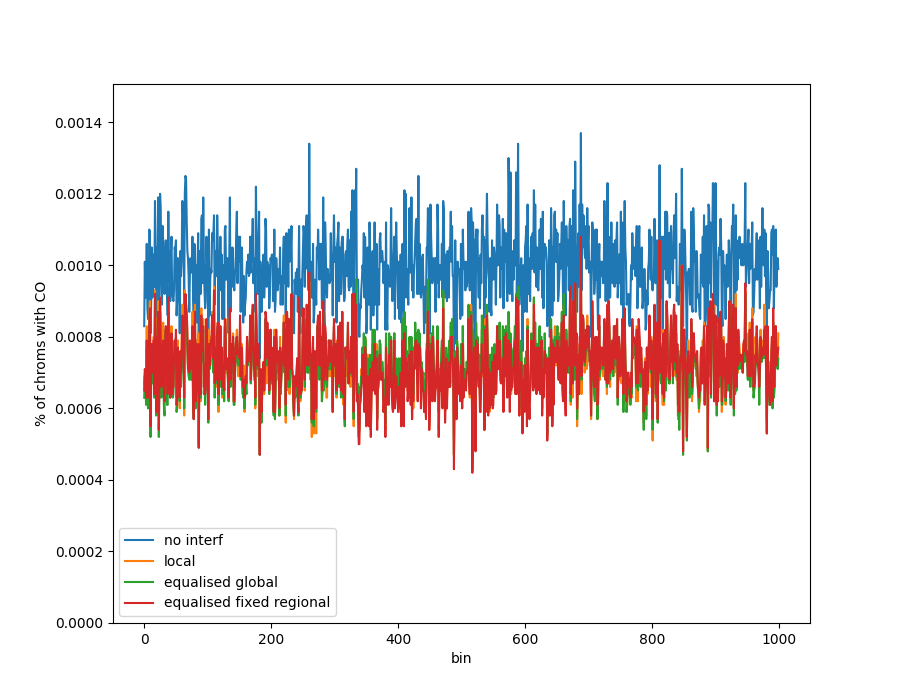 0.0014
0.0012
0.0010
0.0008
0.0006
0.0004
0.0002
0.0000
% of chroms with CO
no interf
local
equalised global
equalised fixed regional
0 200 400 600 800 1000
bin